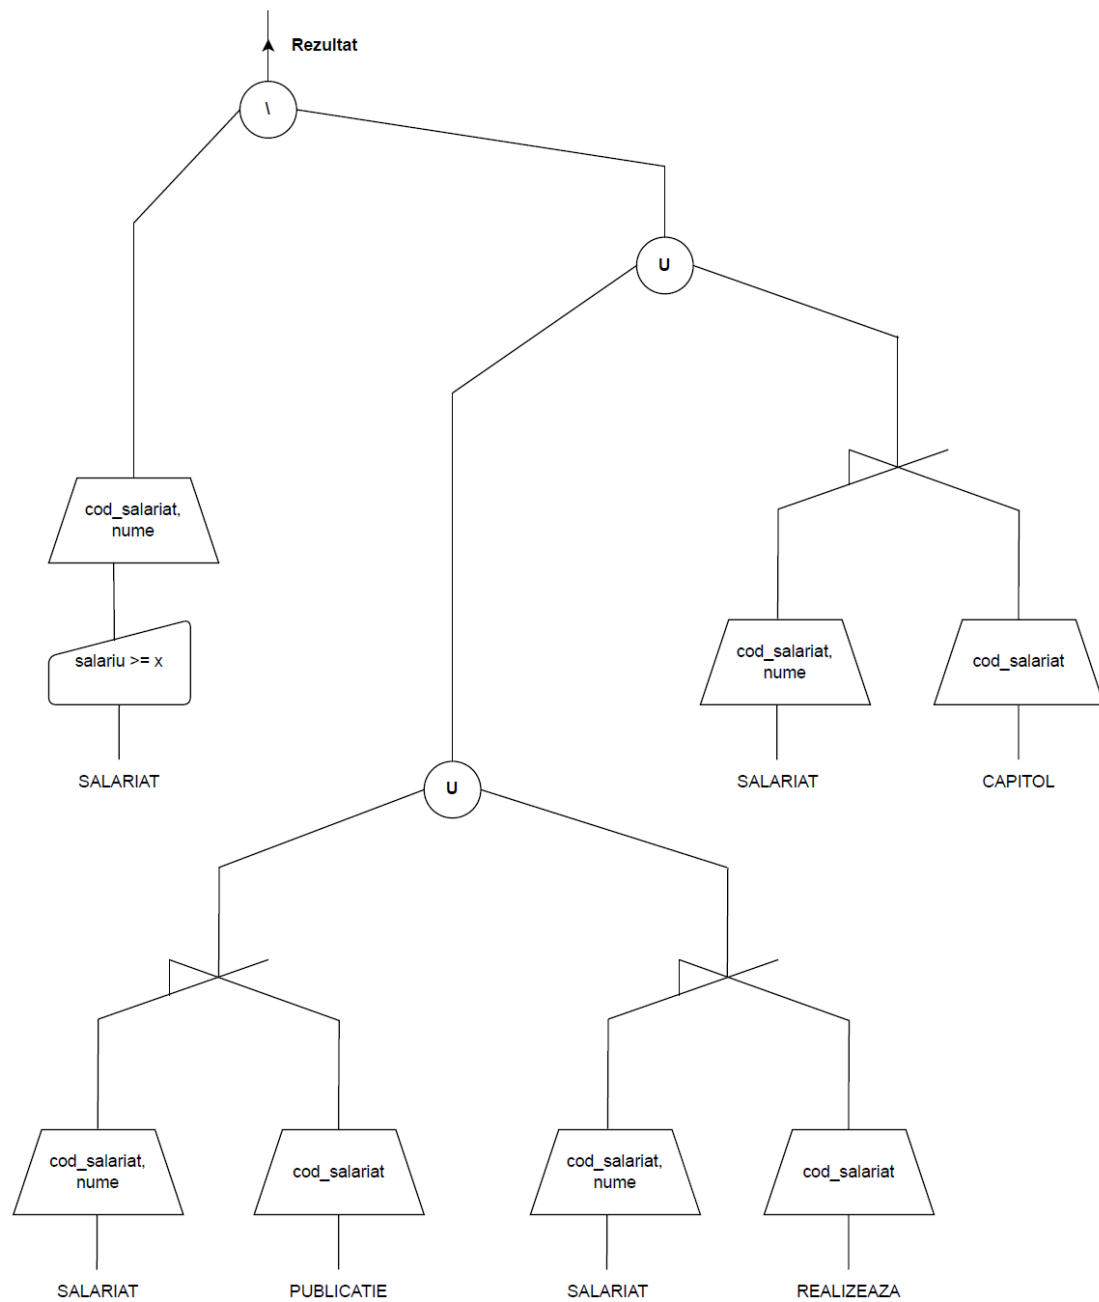 Rezultat
\
U
cod_salariat,
nume
cod_salariat,
nume
cod_salariat
salariu >= x
SALARIAT
SALARIAT
CAPITOL
U
cod_salariat,
nume
cod_salariat
cod_salariat,
nume
cod_salariat
SALARIAT
PUBLICATIE
SALARIAT
REALIZEAZA